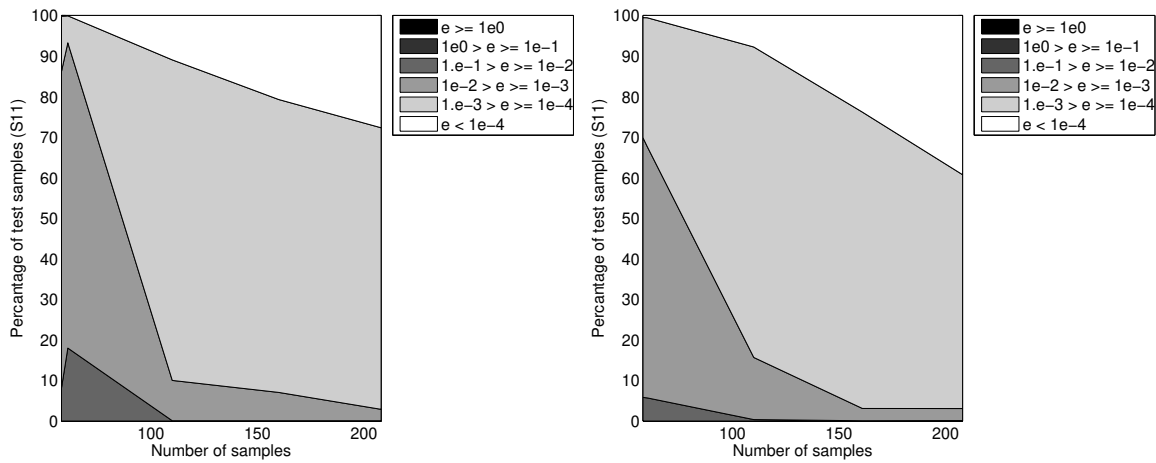 100
90
80
70
60
50
40
30
20
10
0
Percantage of test samples (S11)
100
150
200
Number of samples
e >= 1e0
1e0 > e >= 1e-1
1.e-1 > e >= 1e-2
1e-2 > e >= 1e-3
1.e-3 > e >= 1e-4
e < 1e-4
100
90
80
70
60
50
40
30
20
10
0
Percantage of test samples (S11)
100
150
200
Number of samples
e >= 1e0
1e0 > e >= 1e-1
1.e-1 > e >= 1e-2
1e-2 > e >= 1e-3
1.e-3 > e >= 1e-4
e < 1e-4